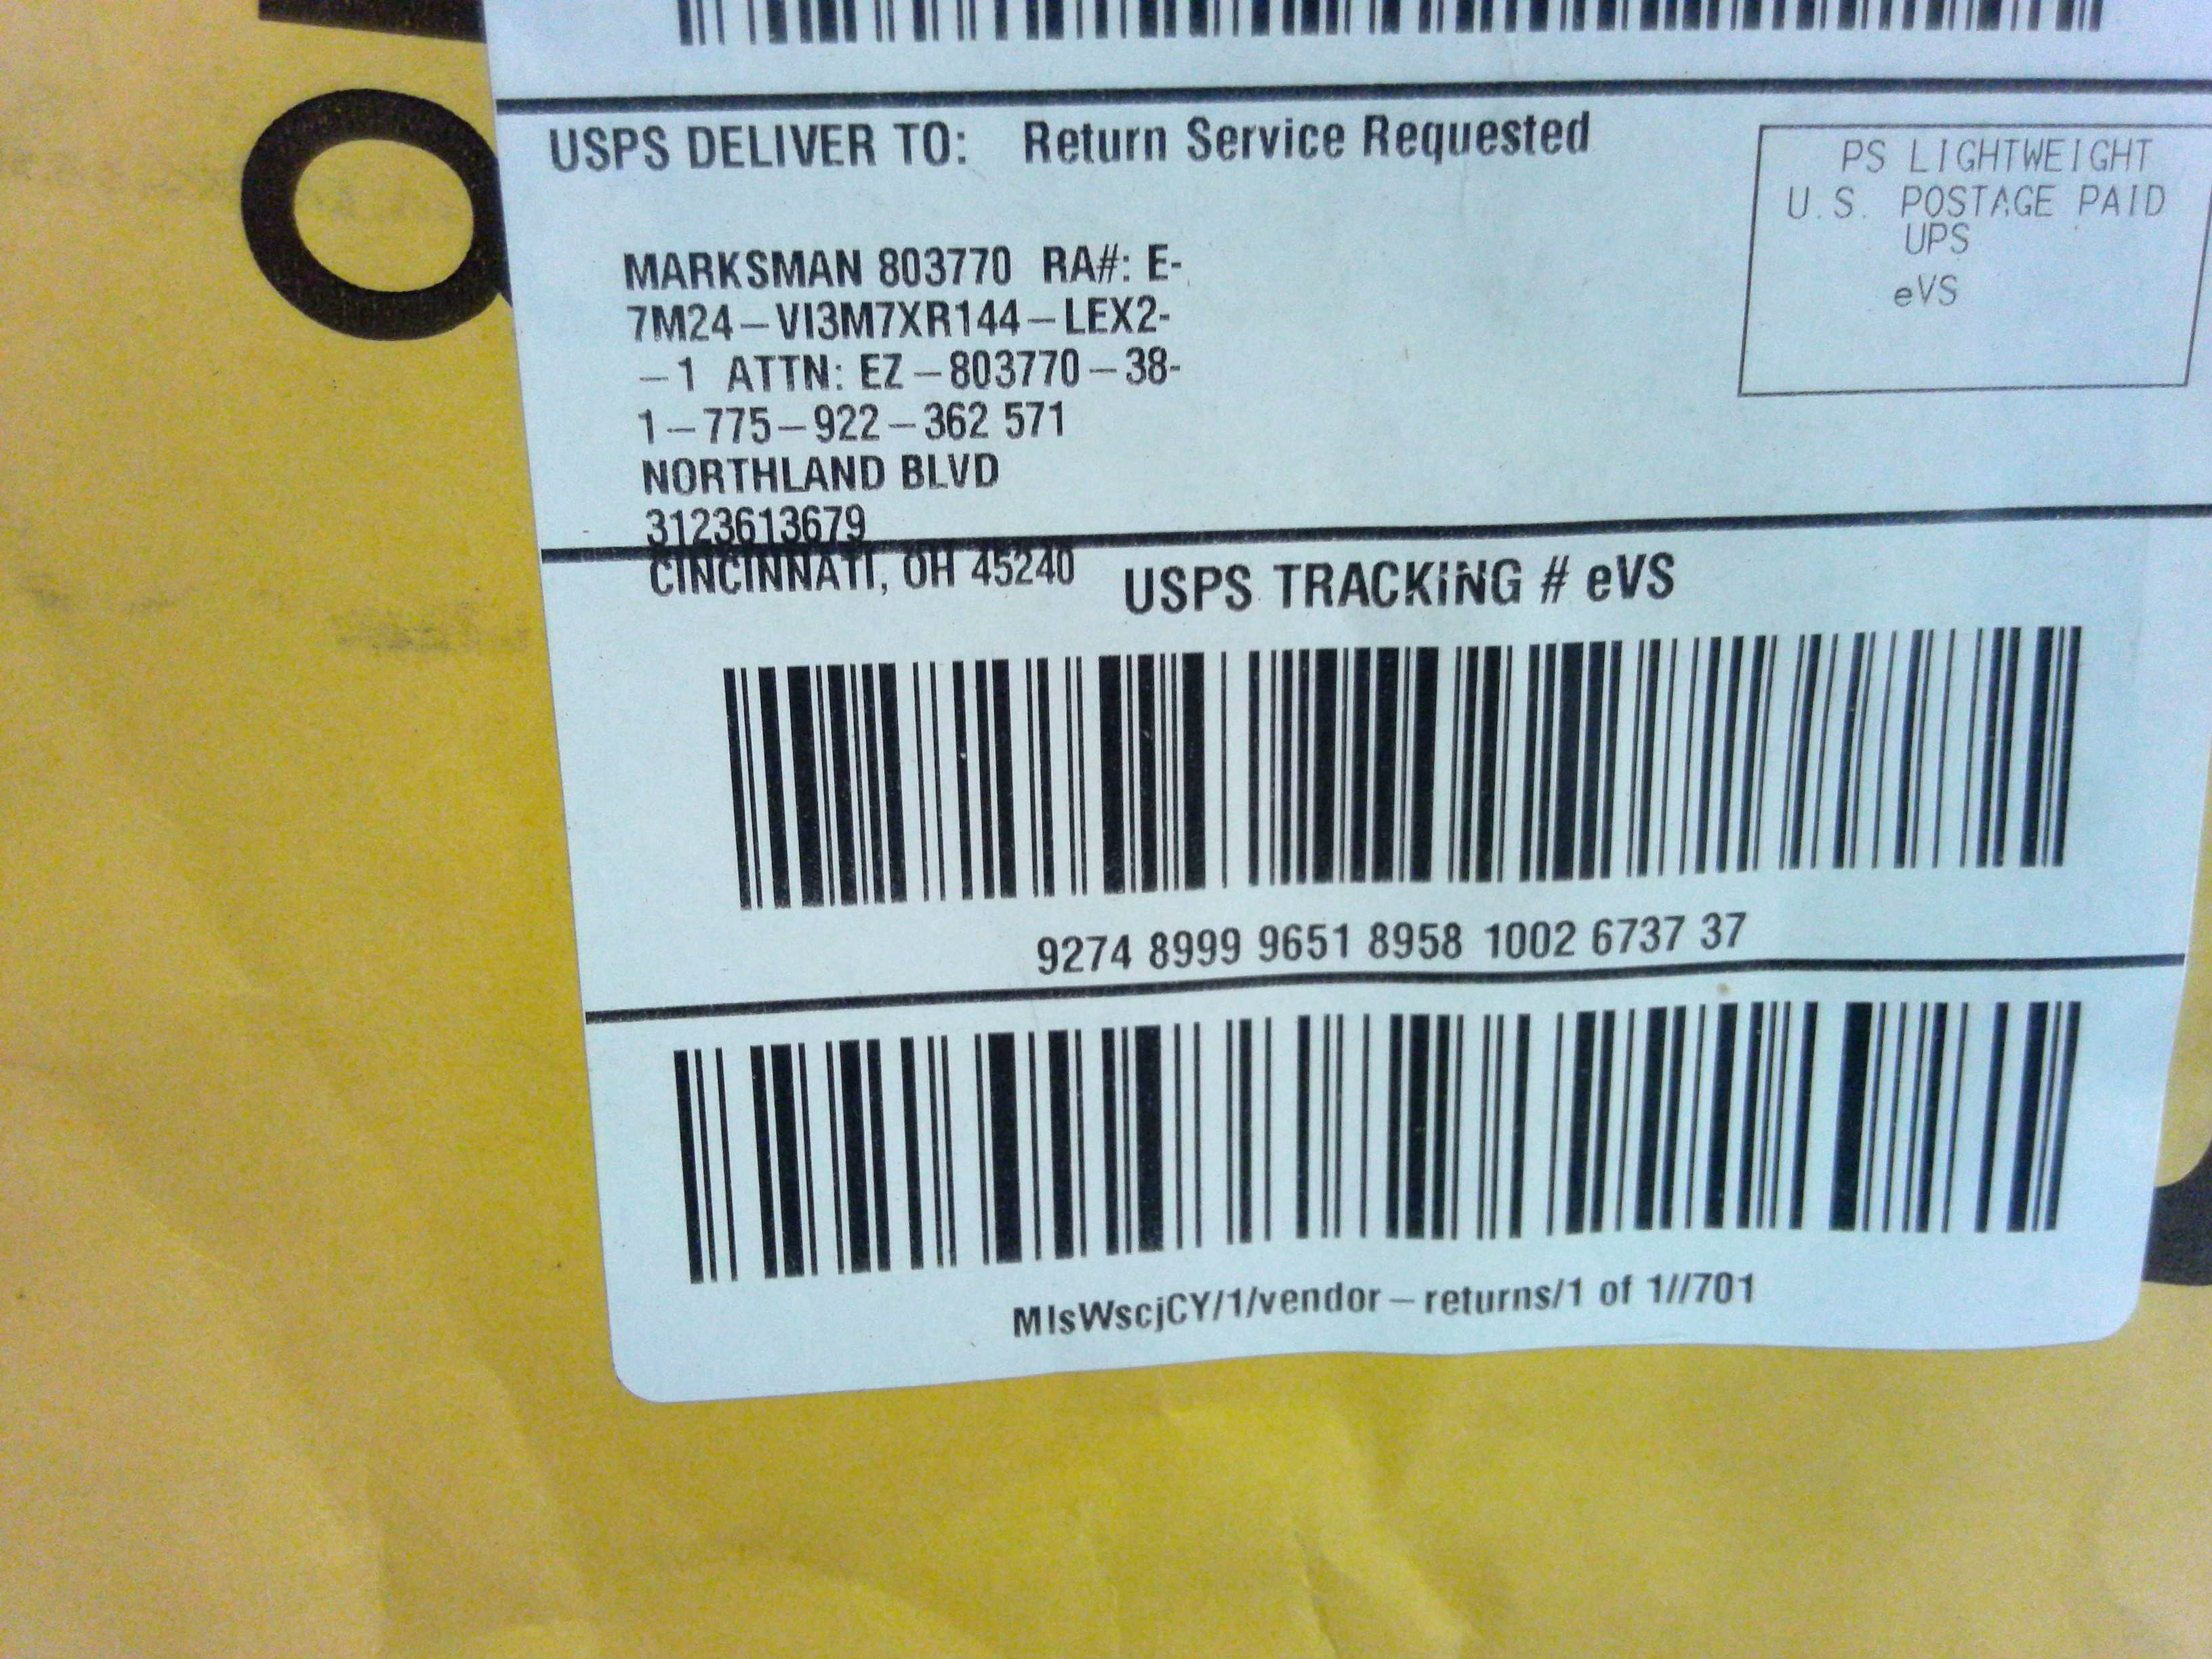 USPS DELIVER TO: Return Service Requested
PS LIGHTWEIGHT
U.S. POSTAGE PAID
UPS
eVS
MARKSMAN 803770 RA#: E-
7M24-VI3M7XR144-LEX2-
-1 ATTN: EZ-803770-38-
1-775-922-362 571
NORTHLAND BLVD
3123613679
CINCINNATI, OH 45240
USPS TRACKING # eVS
9274 8999 9651 8958 1002 6737 37
MIsWscjCY/1/vendor-returns/1 of 1//701